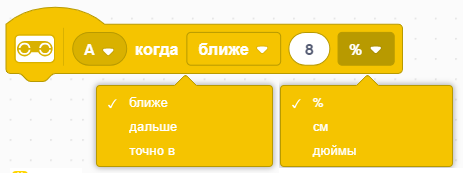 A когда ближе 8 %
ближе
дальше
точно в
%
см
дюймы